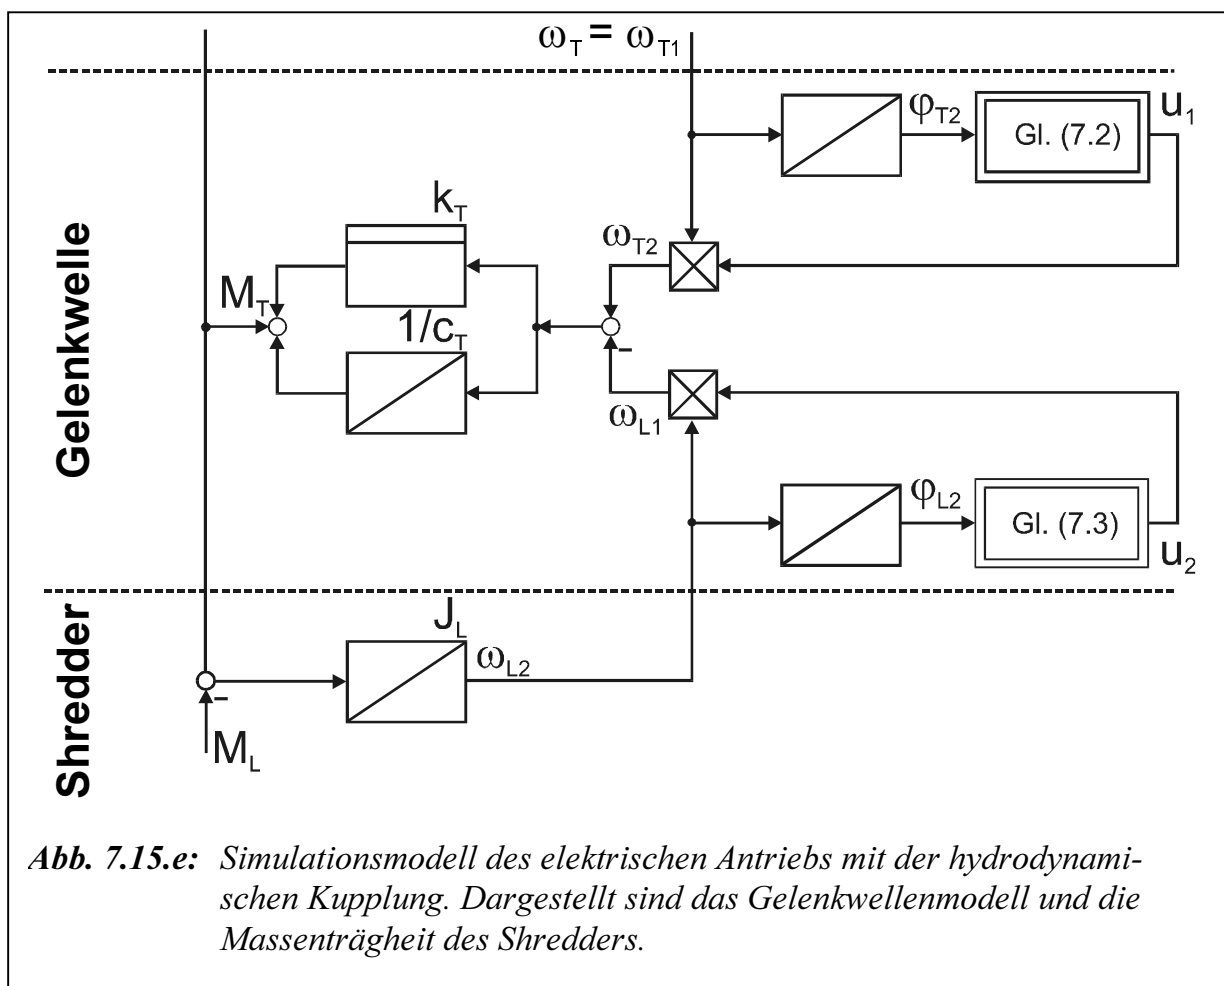 ω_T = ω_T1
φ_T2
Gl. (7.2)
u_1
k_T
ω_T2
M_T
1/c_T
-
ω_L1
Gelenkwelle
φ_L2
Gl. (7.3)
u_2
J_L
ω_L2
-
M_L
Shredder
Abb. 7.15.e: Simulationsmodell des elektrischen Antriebs mit der hydrodynami-
schen Kupplung. Dargestellt sind das Gelenkwellenmodell und die
Massenträgheit des Shredders.